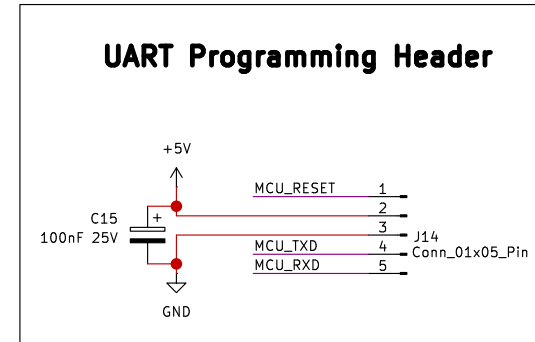 UART Programming Header
+5V
MCU_RESET 1
2
C15 +
100nF 25V
3
J14
MCU_TXD 4
Conn_01x05_Pin
MCU_RXD 5
GND